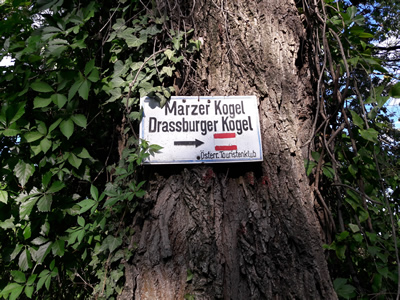 Marzer Kogel
Drassburger Kogel
Österr. Touristenklub